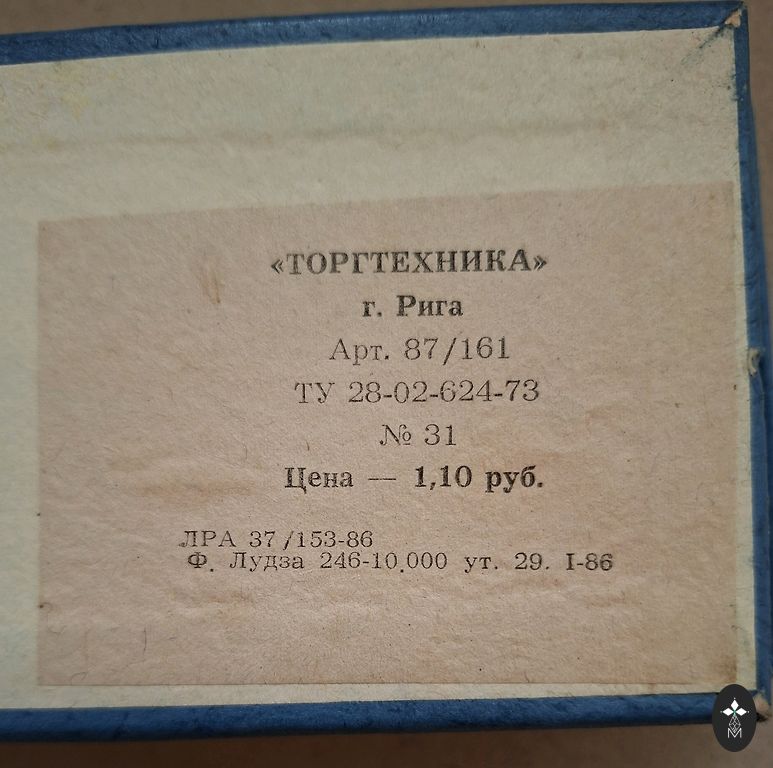 «ТОРГТЕХНИКА»
г. Рига
Арт. 87/161
ТУ 28-02-624-73
№ 31
Цена — 1,10 руб.
ЛРА 37/153-86
Ф. Лудза 246-10.000 ут. 29. I-86
M